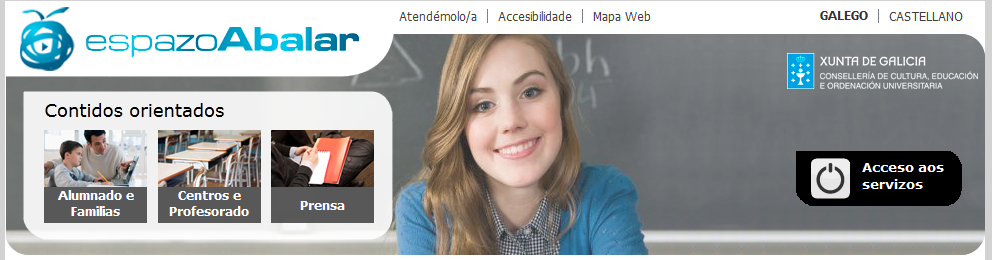 Atendémolo/a | Accesibilidade | Mapa Web
GALEGO | CASTELLANO
espazoAbalar
XUNTA DE GALICIA
CONSELLERÍA DE CULTURA, EDUCACIÓN
E ORDENACIÓN UNIVERSITARIA
Contidos orientados
Alumnado e
Familias
Centros e
Profesorado
Prensa
Acceso aos
servizos